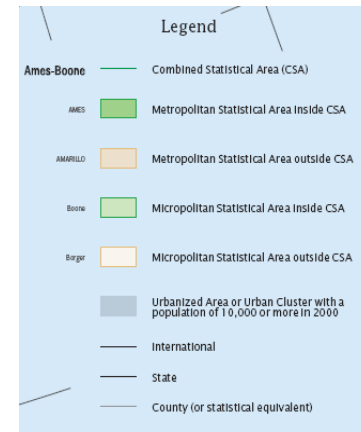 Legend
Ames-Boone Combined Statistical Area (CSA)
AMES Metropolitan Statistical Area inside CSA
AMARILLO Metropolitan Statistical Area outside CSA
Boone Micropolitan Statistical Area inside CSA
Borger Micropolitan Statistical Area outside CSA
Urbanized Area or Urban Cluster with a
population of 10,000 or more in 2000
International
State
County (or statistical equivalent)